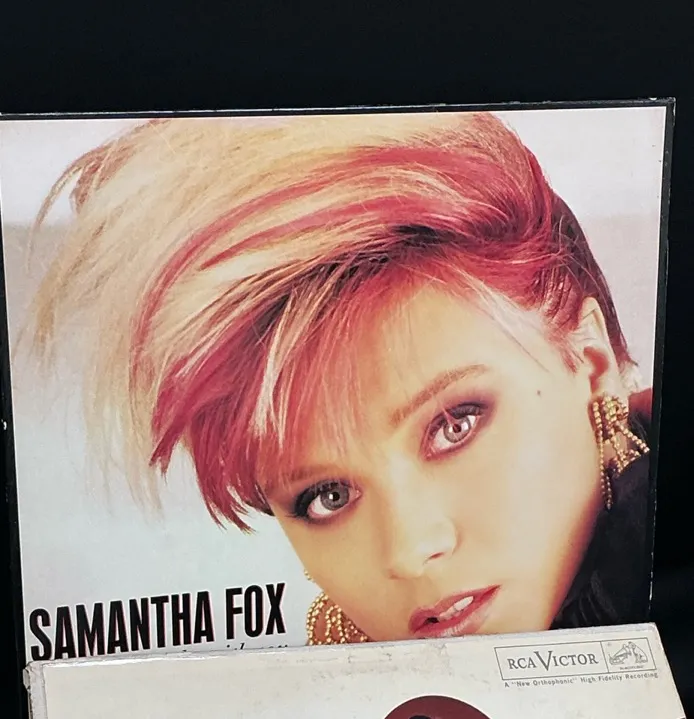 SAMANTHA FOX
RCA VICTOR
A "New Orthophonic" High Fidelity Recording